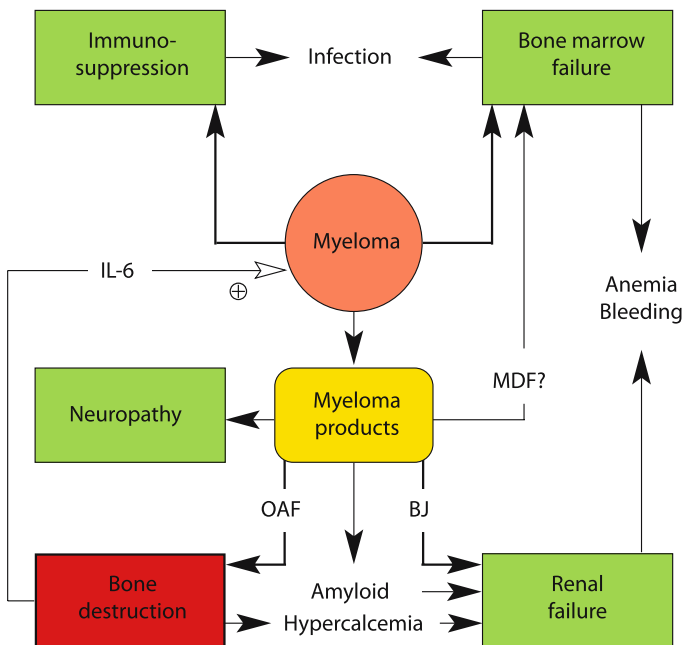 Immuno-
suppression
Infection
Bone marrow
failure
Myeloma
IL-6
Anemia
Bleeding
MDF?
Neuropathy
Myeloma
products
OAF
BJ
Bone
destruction
Amyloid
Hypercalcemia
Renal
failure